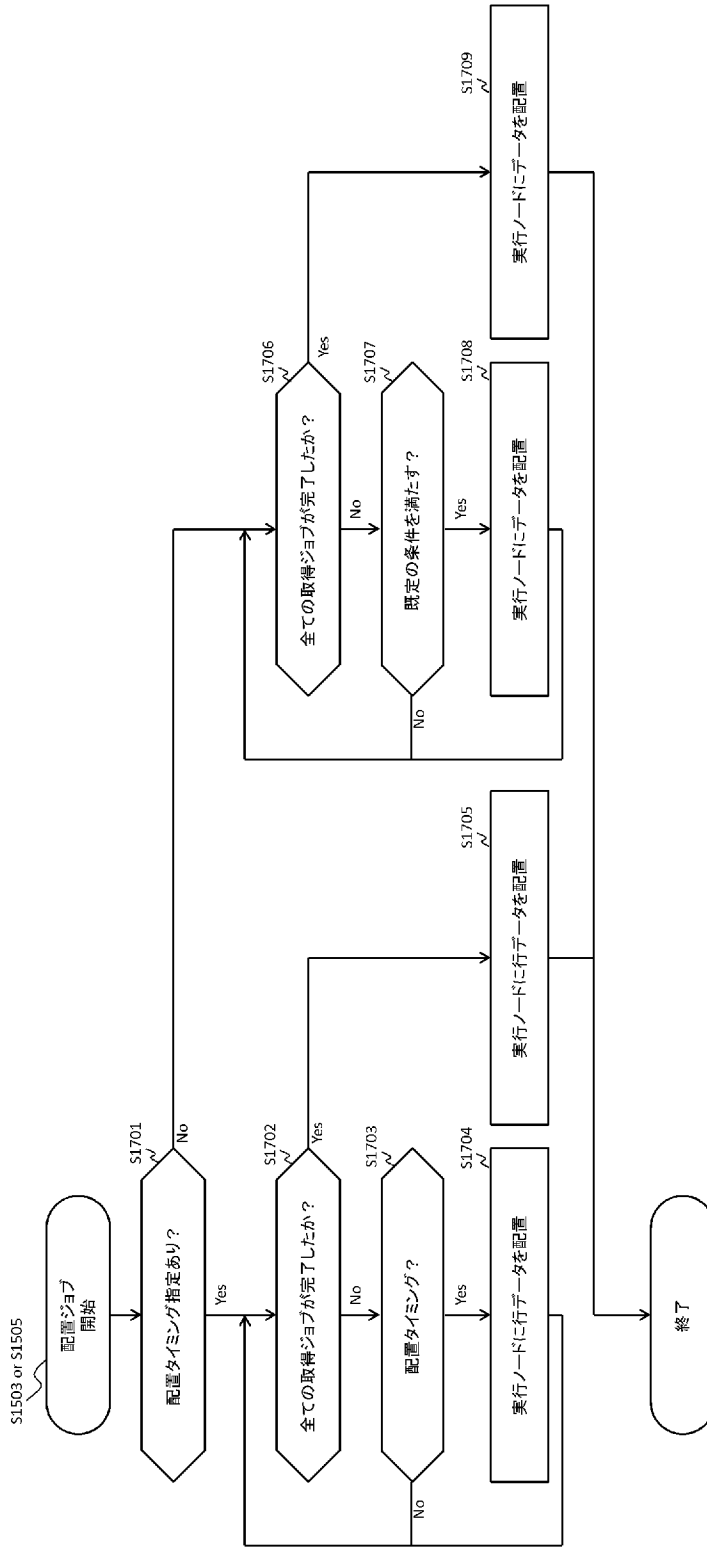 S1503 or S1505
配置ジョブ
開始
S1701
配置タイミング指定あり？
No
Yes
S1702
全ての取得ジョブが完了したか？
Yes
No
S1703
配置タイミング？
No
Yes
S1704
実行ノードに行データを配置
S1705
実行ノードに行データを配置
S1706
全ての取得ジョブが完了したか？
Yes
No
S1707
既定の条件を満たす？
No
Yes
S1708
実行ノードにデータを配置
S1709
実行ノードにデータを配置
終了